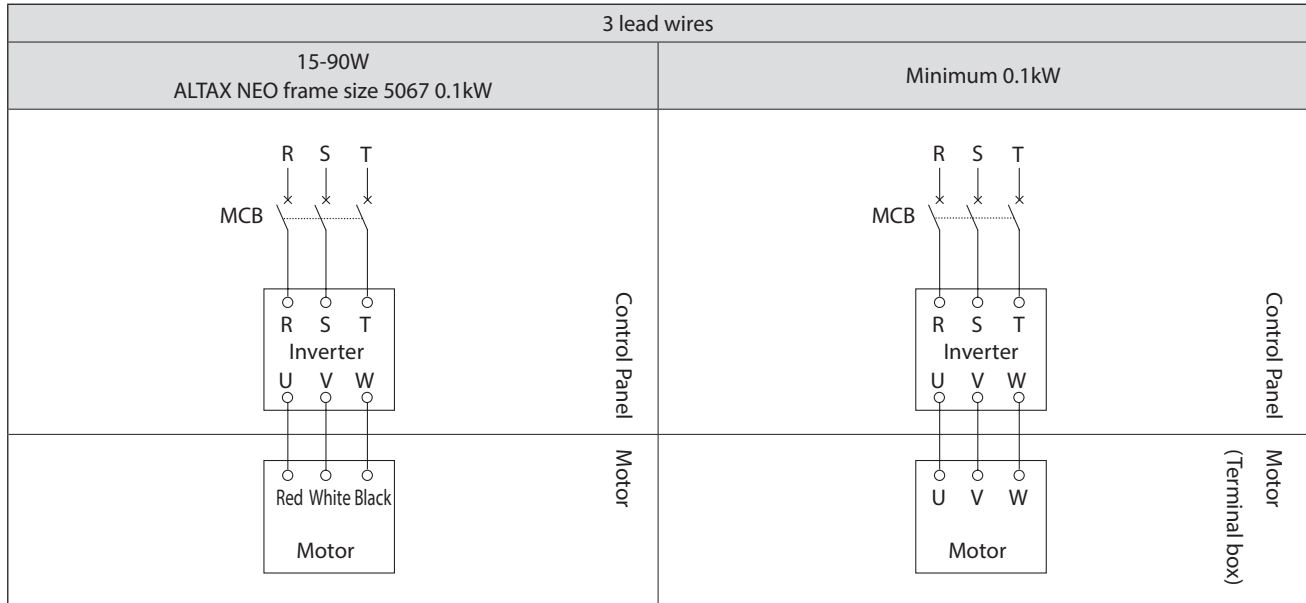 3 lead wires
15-90W
ALTAX NEO frame size 5067 0.1kW
Minimum 0.1kW
R S T
MCB
R S T
Inverter
U V W
Control Panel
Red White Black
Motor
Motor
R S T
MCB
R S T
Inverter
U V W
Control Panel
U V W
Motor
Motor
(Terminal box)